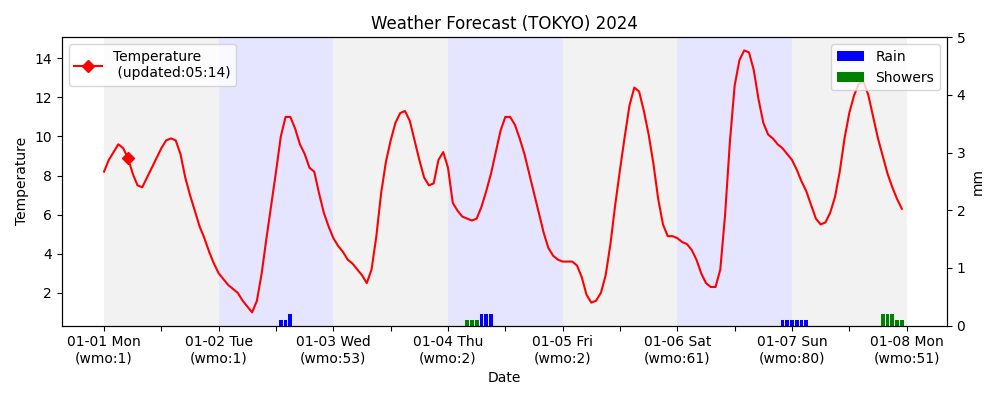 Weather Forecast (TOKYO) 2024
Temperature
(updated:05:14)
Rain
Showers
Temperature
14
12
10
8
6
4
2
5
4
3
2
1
0
mm
01-01 Mon
(wmo:1)
01-02 Tue
(wmo:1)
01-03 Wed
(wmo:53)
01-04 Thu
(wmo:2)
01-05 Fri
(wmo:2)
01-06 Sat
(wmo:61)
01-07 Sun
(wmo:80)
01-08 Mon
(wmo:51)
Date